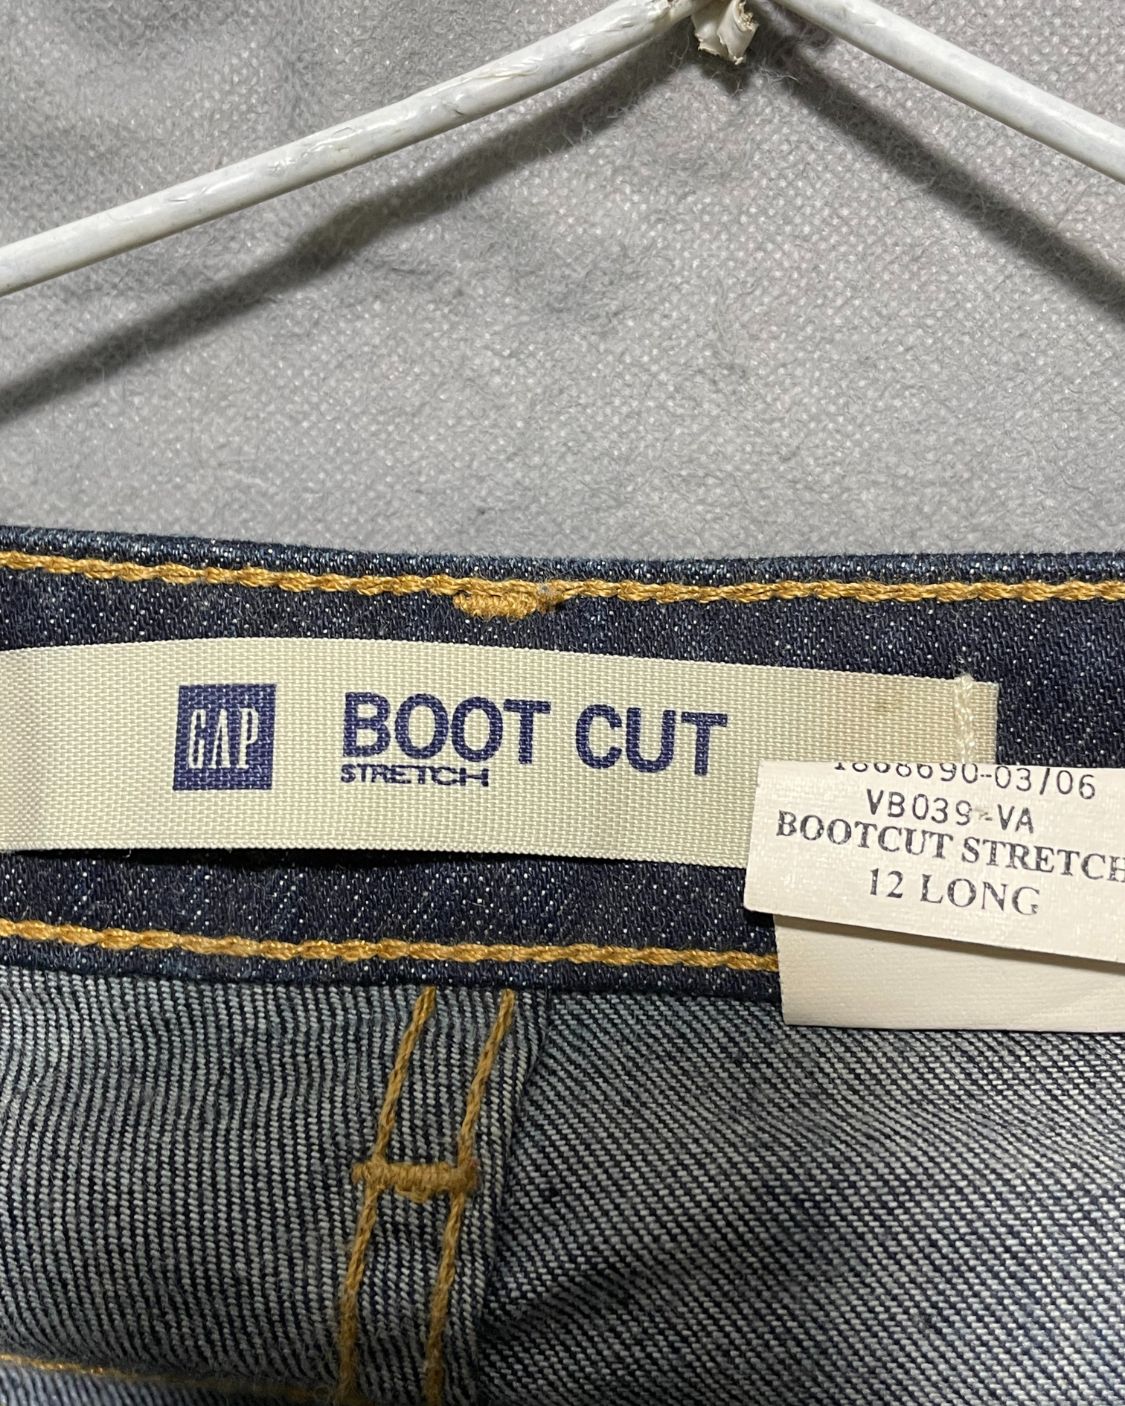 GAP
BOOT CUT
STRETCH
1868690-03/06
VB039-VA
BOOTCUT STRETCH
12 LONG